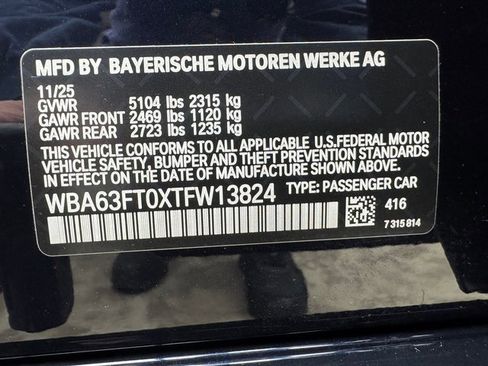 MFD BY BAYERISCHE MOTOREN WERKE AG
11/25
GVWR 5104 lbs 2315 kg
GAWR FRONT 2469 lbs 1120 kg
GAWR REAR 2723 lbs 1235 kg
THIS VEHICLE CONFORMS TO ALL APPLICABLE U.S.FEDERAL MOTOR
VEHICLE SAFETY, BUMPER AND THEFT PREVENTION STANDARDS IN
EFFECT ON THE DATE OF MANUFACTURE SHOWN ABOVE.
WBA63FT0XTFW13824 TYPE: PASSENGER CAR
416
7 315 814